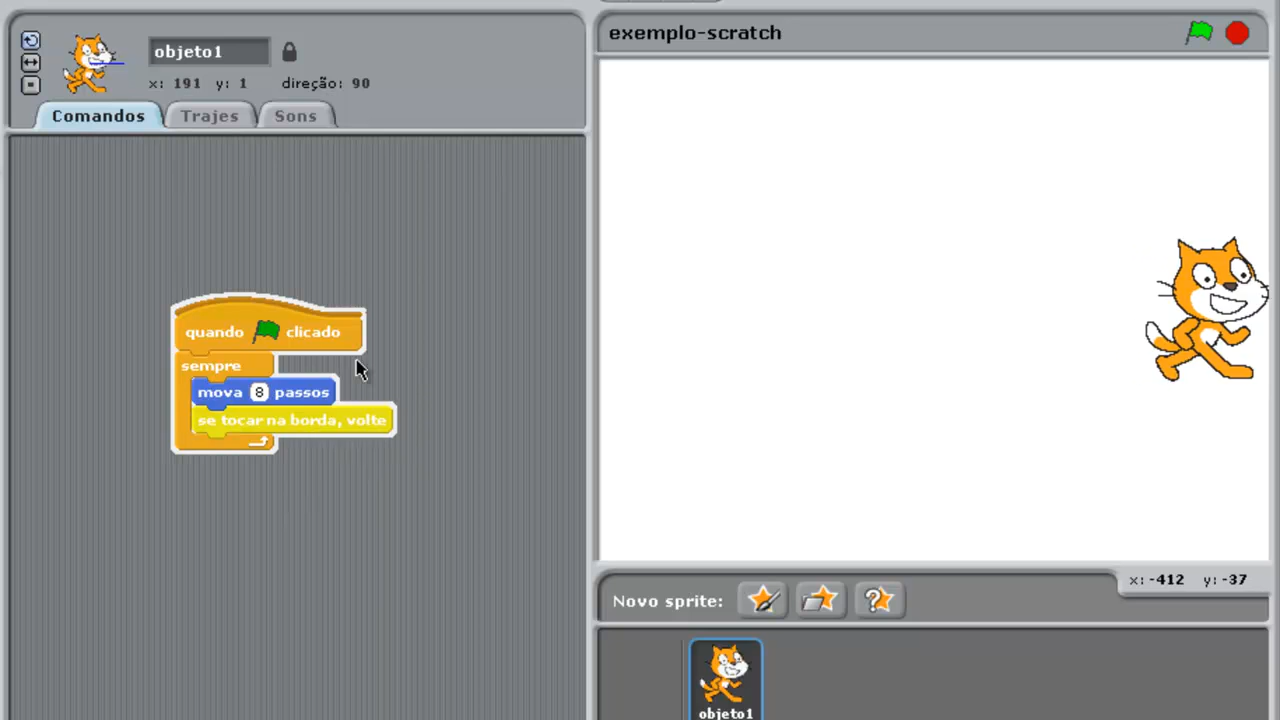 objeto1
x: 191 y: 1 direção: 90
Comandos Trajes Sons
quando clicado
sempre
mova 8 passos
se tocar na borda, volte
exemplo-scratch
x: -412 y: -37
Novo sprite:
objeto1